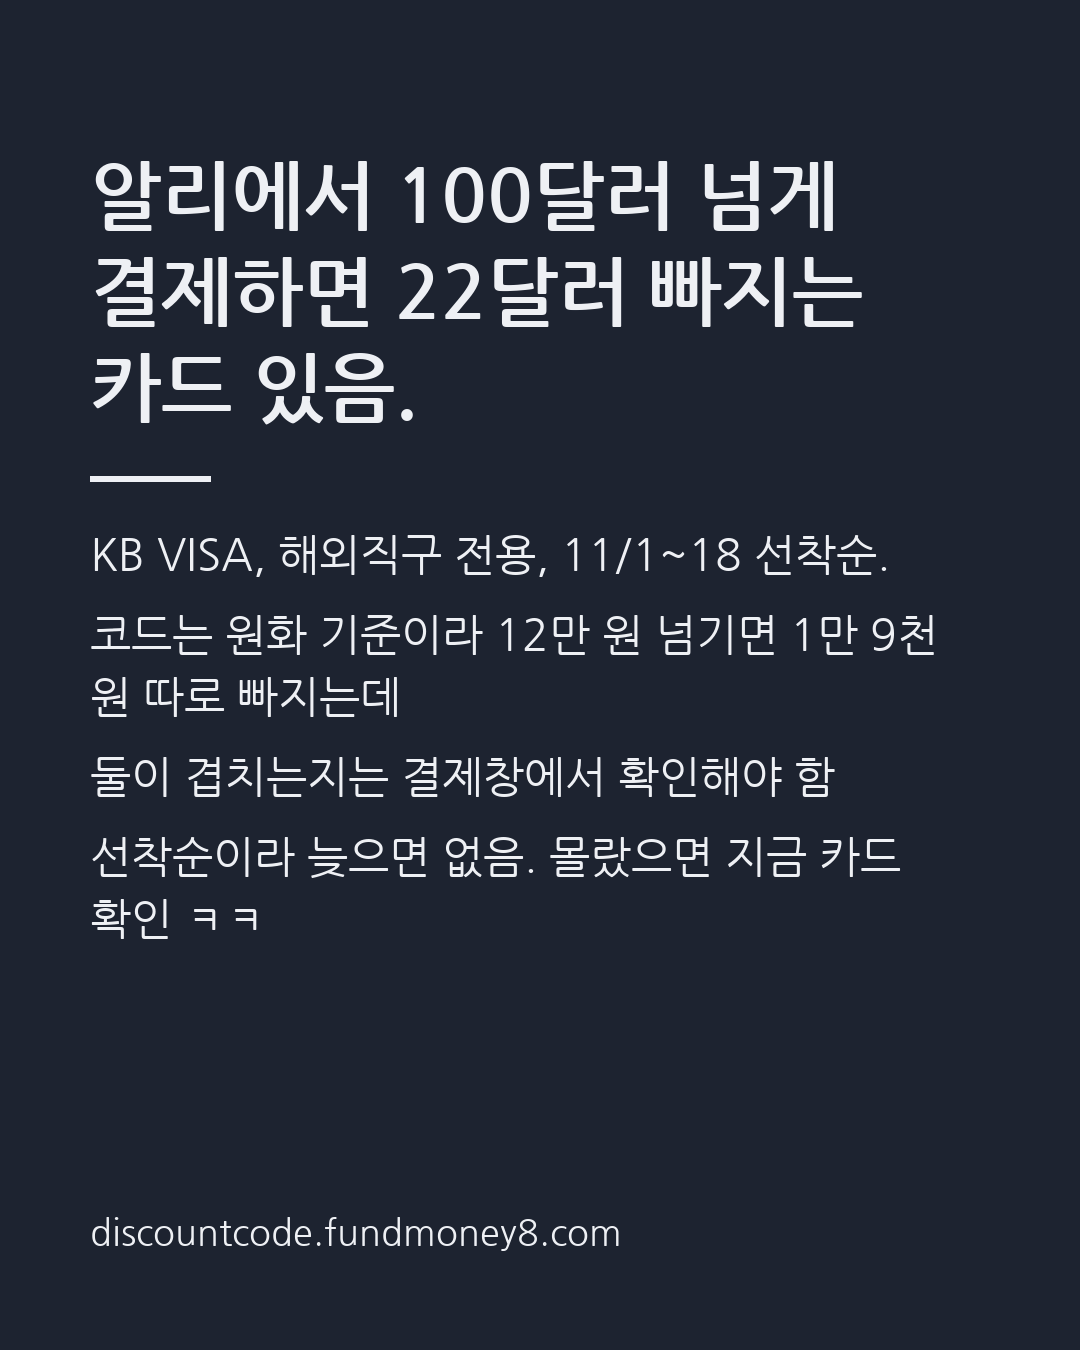 알리에서 100달러 넘게
결제하면 22달러 빠지는
카드 있음.
KB VISA, 해외직구 전용, 11/1~18 선착순.
코드는 원화 기준이라 12만 원 넘기면 1만 9천
원 따로 빠지는데
둘이 겹치는지는 결제창에서 확인해야 함
선착순이라 늦으면 없음. 몰랐으면 지금 카드
확인 ㅋㅋ
discountcode.fundmoney8.com